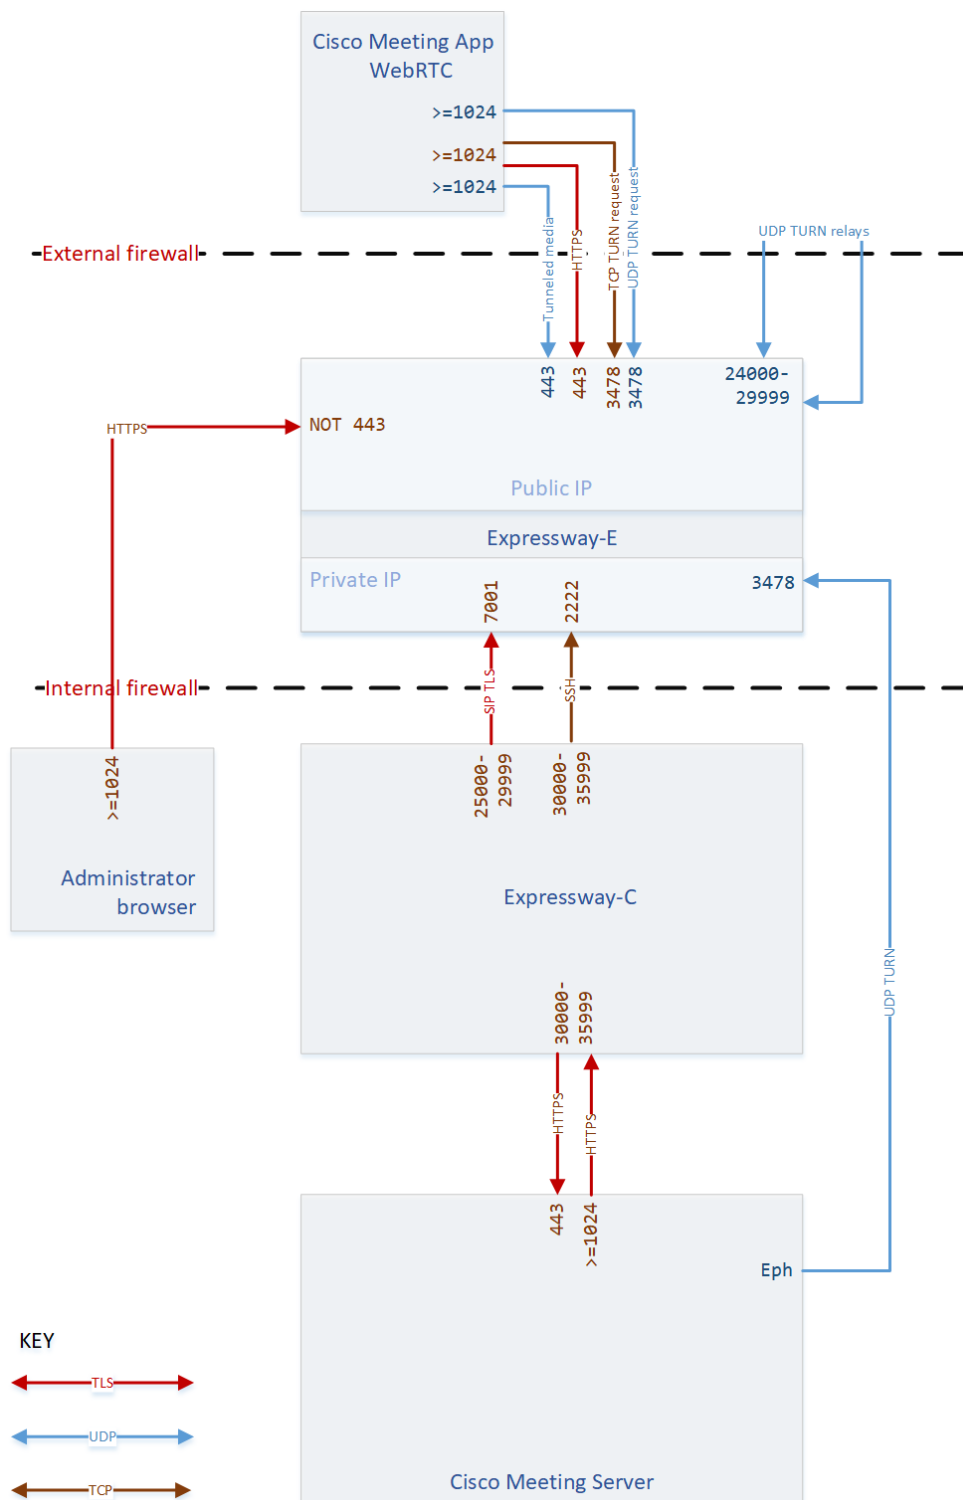 Cisco Meeting App
WebRTC
>=1024
>=1024
>=1024
External firewall
Tunneled media
HTTPS
TCP TURN request
UDP TURN request
UDP TURN relays
443
443
3478
3478
24000-
29999
HTTPS
NOT 443
Public IP
Expressway-E
Private IP
7001
2222
3478
Internal firewall
SIP TLS
SSH
>=1024
Administrator
browser
25000-
29999
30000-
35999
Expressway-C
UDP TURN
30000-
35999
HTTPS
HTTPS
443
>=1024
Eph
KEY
TLS
UDP
TCP
Cisco Meeting Server